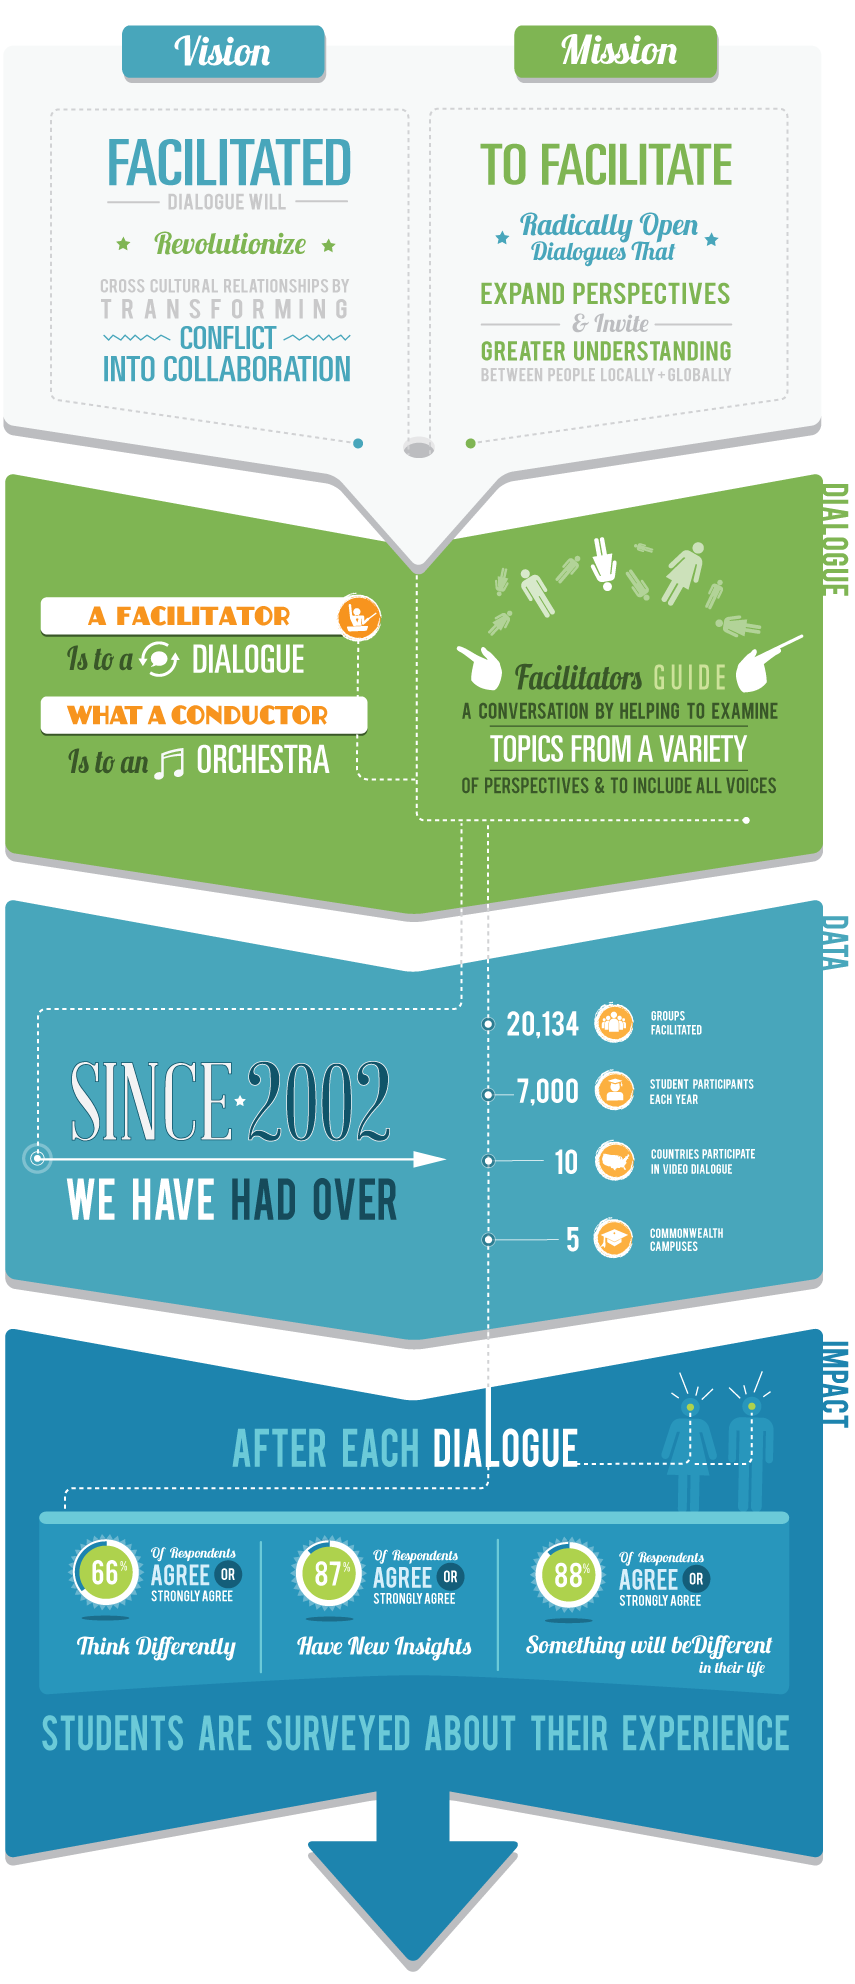 Vision
FACILITATED
DIALOGUE WILL
Revolutionize
CROSS CULTURAL RELATIONSHIPS BY
TRANSFORMING
CONFLICT
INTO COLLABORATION
Mission
TO FACILITATE
Radically Open
Dialogues That
EXPAND PERSPECTIVES
& Invite
GREATER UNDERSTANDING
BETWEEN PEOPLE LOCALLY + GLOBALLY
DIALOGUE
A FACILITATOR
Is to a DIALOGUE
WHAT A CONDUCTOR
Is to an ORCHESTRA
Facilitators GUIDE
A CONVERSATION BY HELPING TO EXAMINE
TOPICS FROM A VARIETY
OF PERSPECTIVES & TO INCLUDE ALL VOICES
DATA
SINCE 2002
WE HAVE HAD OVER
20,134
GROUPS
FACILITATED
7,000
STUDENT PARTICIPANTS
EACH YEAR
10
COUNTRIES PARTICIPATE
IN VIDEO DIALOGUE
5
COMMONWEALTH
CAMPUSES
IMPACT
AFTER EACH DIALOGUE
66%
Of Respondents
AGREE OR
STRONGLY AGREE
Think Differently
87%
Of Respondents
AGREE OR
STRONGLY AGREE
Have New Insights
88%
Of Respondents
AGREE OR
STRONGLY AGREE
Something will beDifferent
in their life
STUDENTS ARE SURVEYED ABOUT THEIR EXPERIENCE